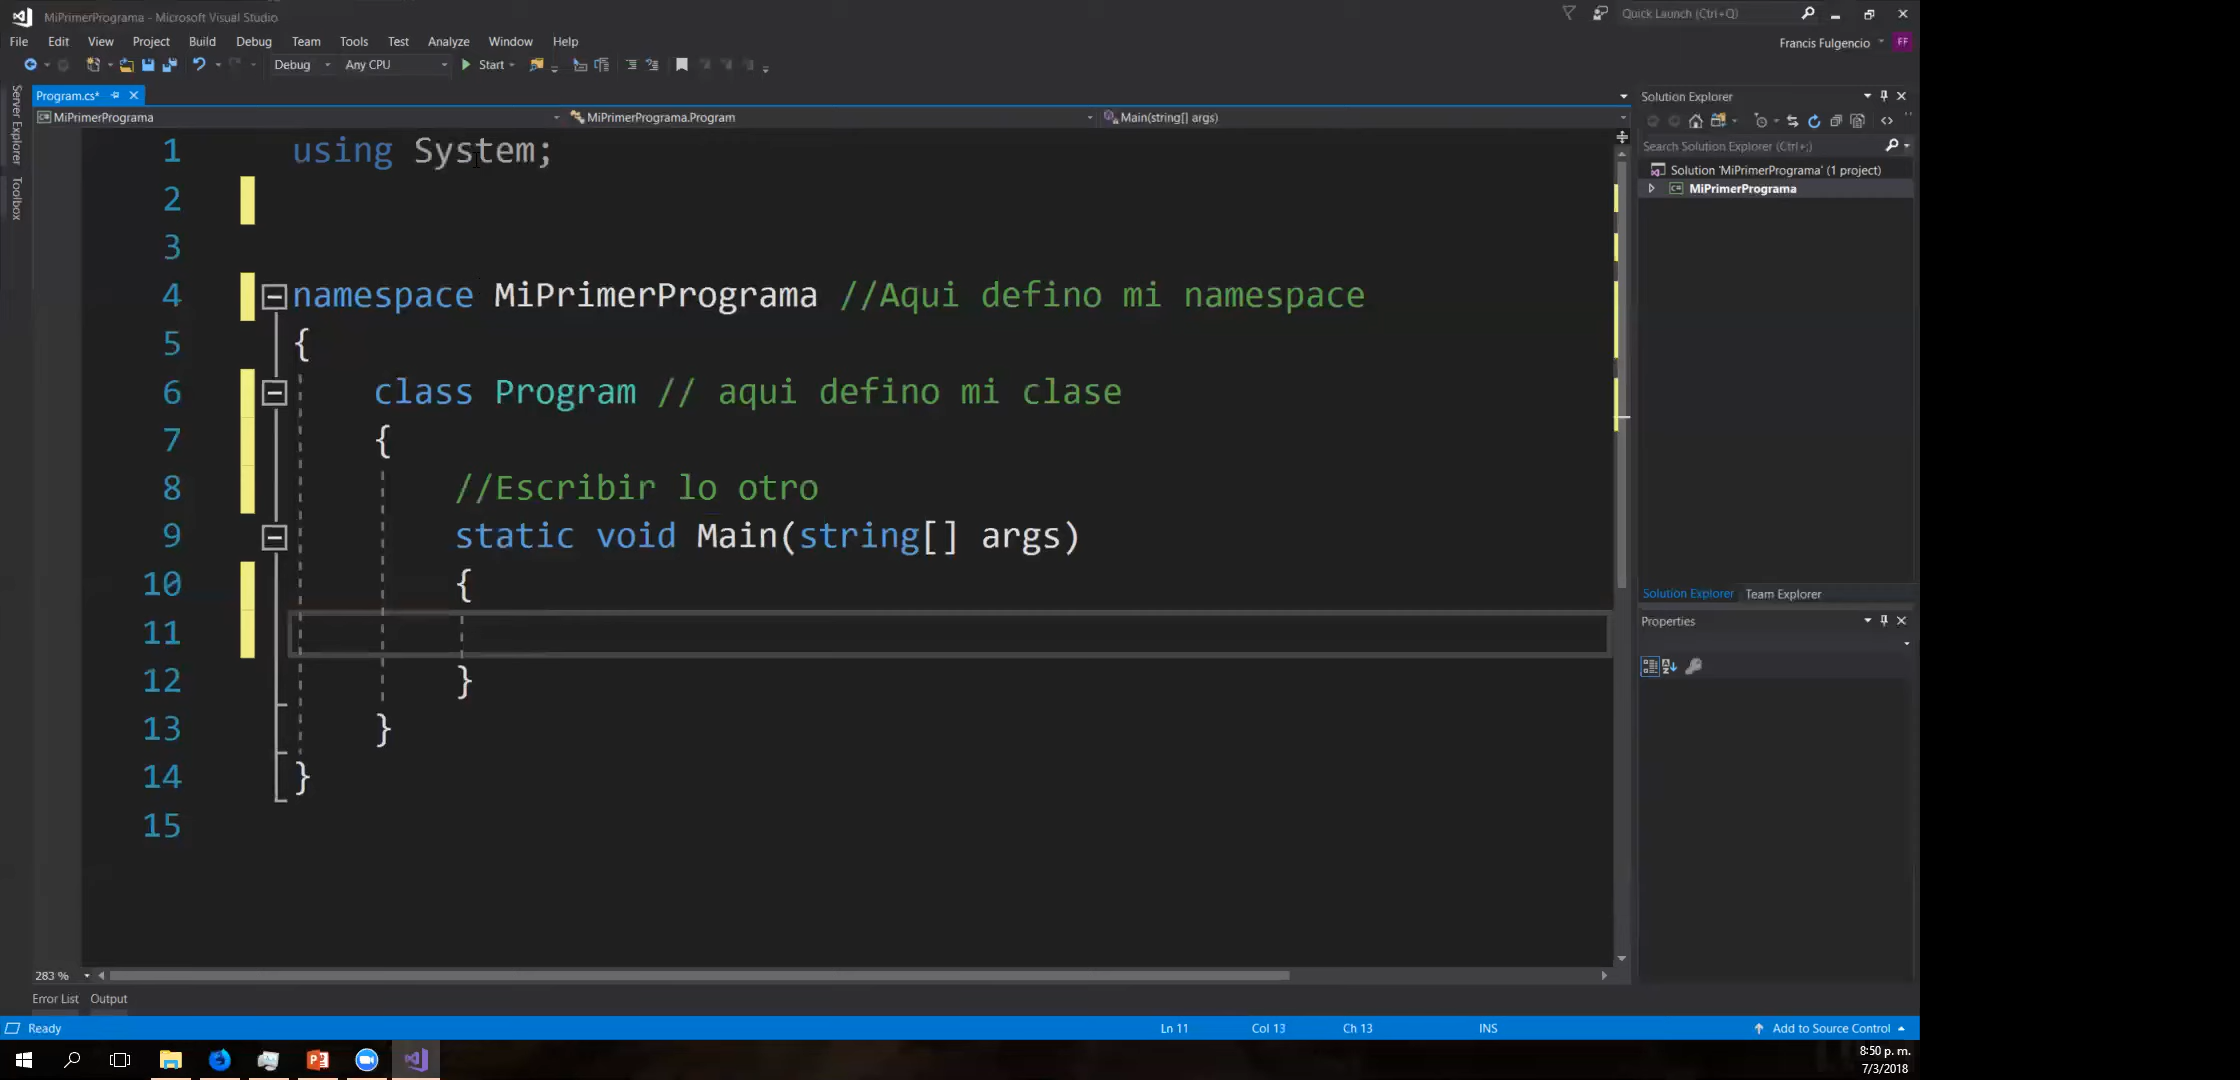 MiPrimerPrograma - Microsoft Visual Studio
Quick Launch (Ctrl+Q)
File Edit View Project Build Debug Team Tools Test Analyze Window Help
Francis Fulgencio FF
Debug Any CPU Start
Server Explorer
Toolbox
Program.cs*
MiPrimerPrograma MiPrimerPrograma.Program Main(string[] args)
1 using System;
2
3
4 namespace MiPrimerPrograma //Aqui defino mi namespace
5 {
6 class Program // aqui defino mi clase
7 {
8 //Escribir lo otro
9 static void Main(string[] args)
10 {
11
12 }
13 }
14 }
15
283 %
Solution Explorer
Search Solution Explorer (Ctrl+;)
Solution 'MiPrimerPrograma' (1 project)
MiPrimerPrograma
Solution Explorer Team Explorer
Properties
Error List Output
Ready Ln 11 Col 13 Ch 13 INS Add to Source Control
8:50 p. m.
7/3/2018